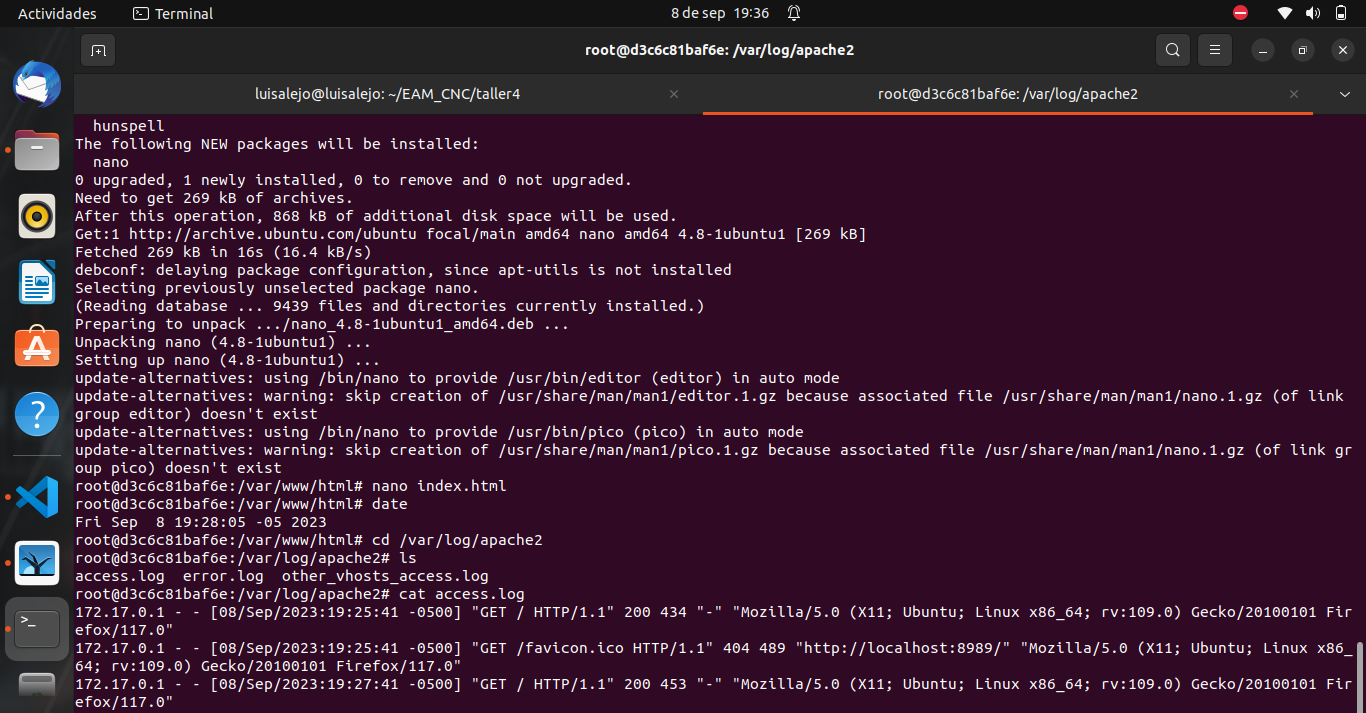 Actividades
Terminal
8 de sep 19:36
root@d3c6c81baf6e: /var/log/apache2
luisalejo@luisalejo: ~/EAM_CNC/taller4
root@d3c6c81baf6e: /var/log/apache2
hunspell
The following NEW packages will be installed:
nano
0 upgraded, 1 newly installed, 0 to remove and 0 not upgraded.
Need to get 269 kB of archives.
After this operation, 868 kB of additional disk space will be used.
Get:1 http://archive.ubuntu.com/ubuntu focal/main amd64 nano amd64 4.8-1ubuntu1 [269 kB]
Fetched 269 kB in 16s (16.4 kB/s)
debconf: delaying package configuration, since apt-utils is not installed
Selecting previously unselected package nano.
(Reading database ... 9439 files and directories currently installed.)
Preparing to unpack .../nano_4.8-1ubuntu1_amd64.deb ...
Unpacking nano (4.8-1ubuntu1) ...
Setting up nano (4.8-1ubuntu1) ...
update-alternatives: using /bin/nano to provide /usr/bin/editor (editor) in auto mode
update-alternatives: warning: skip creation of /usr/share/man/man1/editor.1.gz because associated file /usr/share/man/man1/nano.1.gz (of link
group editor) doesn't exist
update-alternatives: using /bin/nano to provide /usr/bin/pico (pico) in auto mode
update-alternatives: warning: skip creation of /usr/share/man/man1/pico.1.gz because associated file /usr/share/man/man1/nano.1.gz (of link gr
oup pico) doesn't exist
root@d3c6c81baf6e:/var/www/html# nano index.html
root@d3c6c81baf6e:/var/www/html# date
Fri Sep  8 19:28:05 -05 2023
root@d3c6c81baf6e:/var/www/html# cd /var/log/apache2
root@d3c6c81baf6e:/var/log/apache2# ls
access.log  error.log  other_vhosts_access.log
root@d3c6c81baf6e:/var/log/apache2# cat access.log
172.17.0.1 - - [08/Sep/2023:19:25:41 -0500] "GET / HTTP/1.1" 200 434 "-" "Mozilla/5.0 (X11; Ubuntu; Linux x86_64; rv:109.0) Gecko/20100101 Fir
efox/117.0"
172.17.0.1 - - [08/Sep/2023:19:25:41 -0500] "GET /favicon.ico HTTP/1.1" 404 489 "http://localhost:8989/" "Mozilla/5.0 (X11; Ubuntu; Linux x86_
64; rv:109.0) Gecko/20100101 Firefox/117.0"
172.17.0.1 - - [08/Sep/2023:19:27:41 -0500] "GET / HTTP/1.1" 200 453 "-" "Mozilla/5.0 (X11; Ubuntu; Linux x86_64; rv:109.0) Gecko/20100101 Fir
efox/117.0"